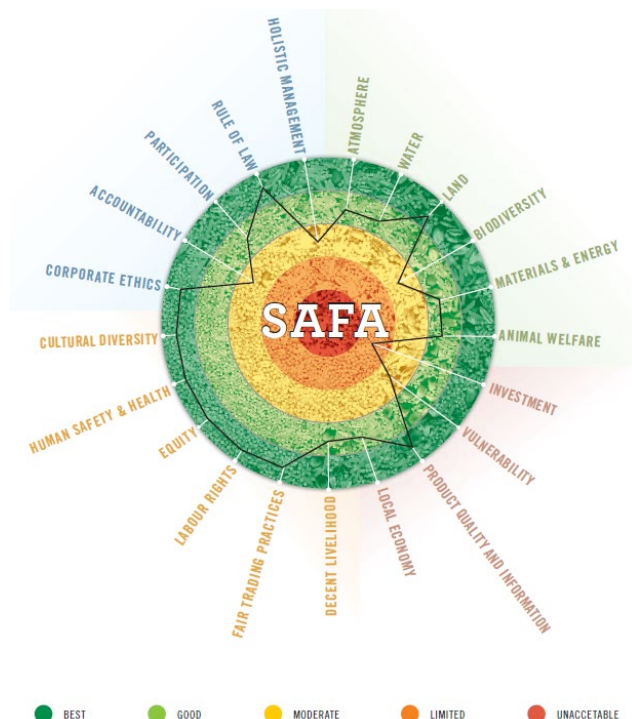 HOLISTIC MANAGEMENT
ATMOSPHERE
WATER
LAND
BIODIVERSITY
MATERIALS & ENERGY
ANIMAL WELFARE
INVESTMENT
VULNERABILITY
PRODUCT QUALITY AND INFORMATION
LOCAL ECONOMY
DECENT LIVELIHOOD
FAIR TRADING PRACTICES
LABOUR RIGHTS
EQUITY
HUMAN SAFETY & HEALTH
CULTURAL DIVERSITY
CORPORATE ETHICS
ACCOUNTABILITY
PARTICIPATION
RULE OF LAW
SAFA
BEST
GOOD
MODERATE
LIMITED
UNACCETABLE